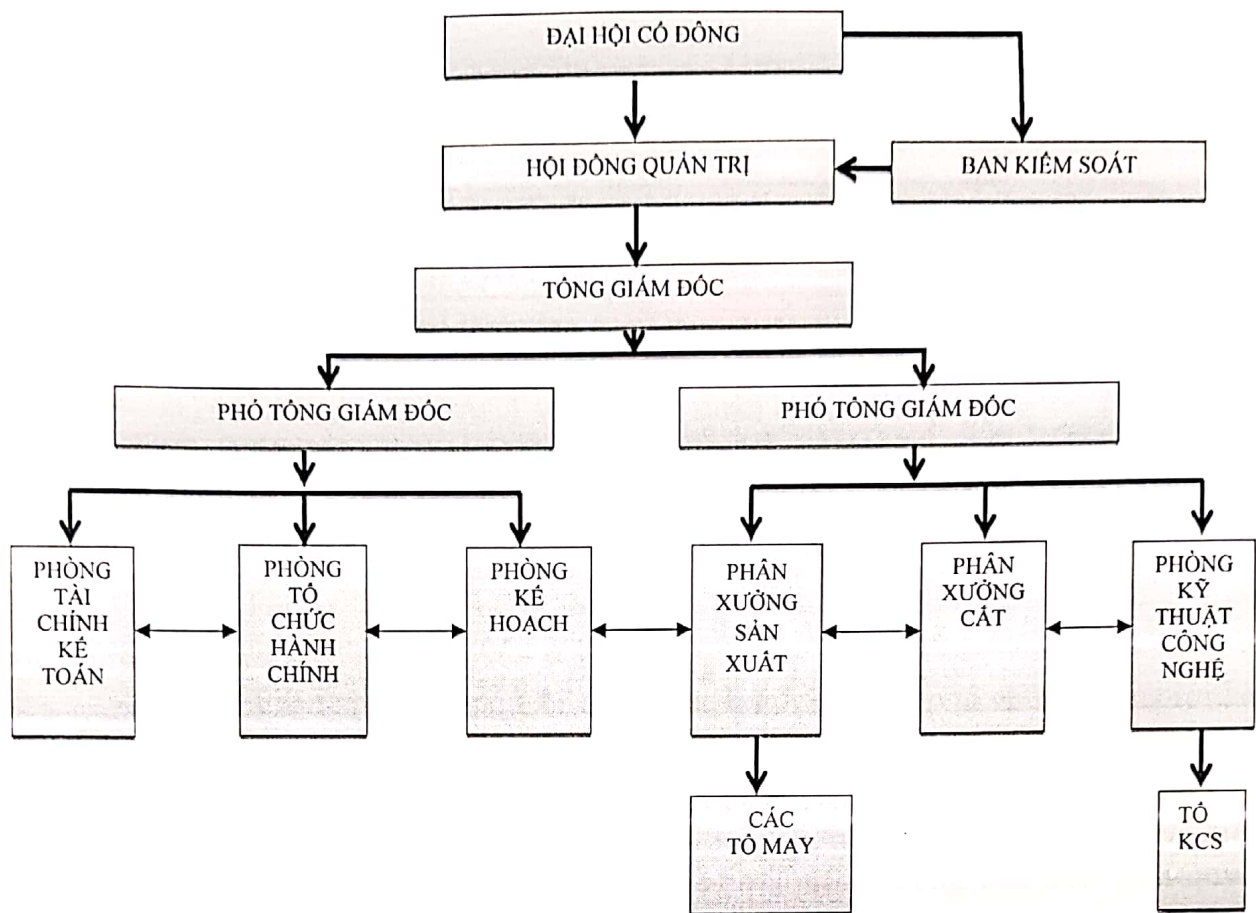 ĐẠI HỘI CỔ ĐÔNG
HỘI ĐỒNG QUẢN TRỊ
BAN KIỂM SOÁT
TỔNG GIÁM ĐỐC
PHÓ TỔNG GIÁM ĐỐC
PHÓ TỔNG GIÁM ĐỐC
PHÒNG
TÀI
CHÍNH
KẾ
TOÁN
PHÒNG
TỔ
CHỨC
HÀNH
CHÍNH
PHÒNG
KẾ
HOẠCH
PHÂN
XƯỞNG
SẢN
XUẤT
PHÂN
XƯỞNG
CẮT
PHÒNG
KỸ
THUẬT
CÔNG
NGHỆ
CÁC
TỔ MAY
TỔ
KCS